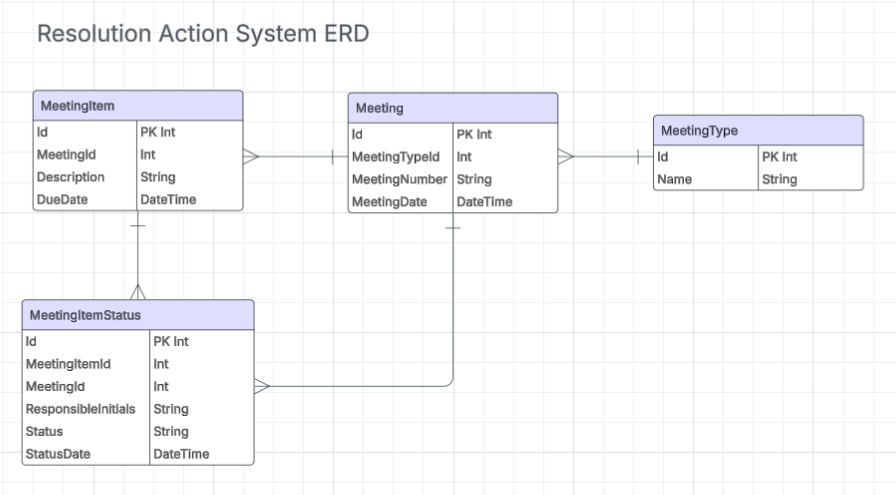 Resolution Action System ERD
MeetingItem
Id PK Int
MeetingId Int
Description String
DueDate DateTime
Meeting
Id PK Int
MeetingTypeId Int
MeetingNumber String
MeetingDate DateTime
MeetingType
Id PK Int
Name String
MeetingItemStatus
Id PK Int
MeetingItemId Int
MeetingId Int
ResponsibleInitials String
Status String
StatusDate DateTime